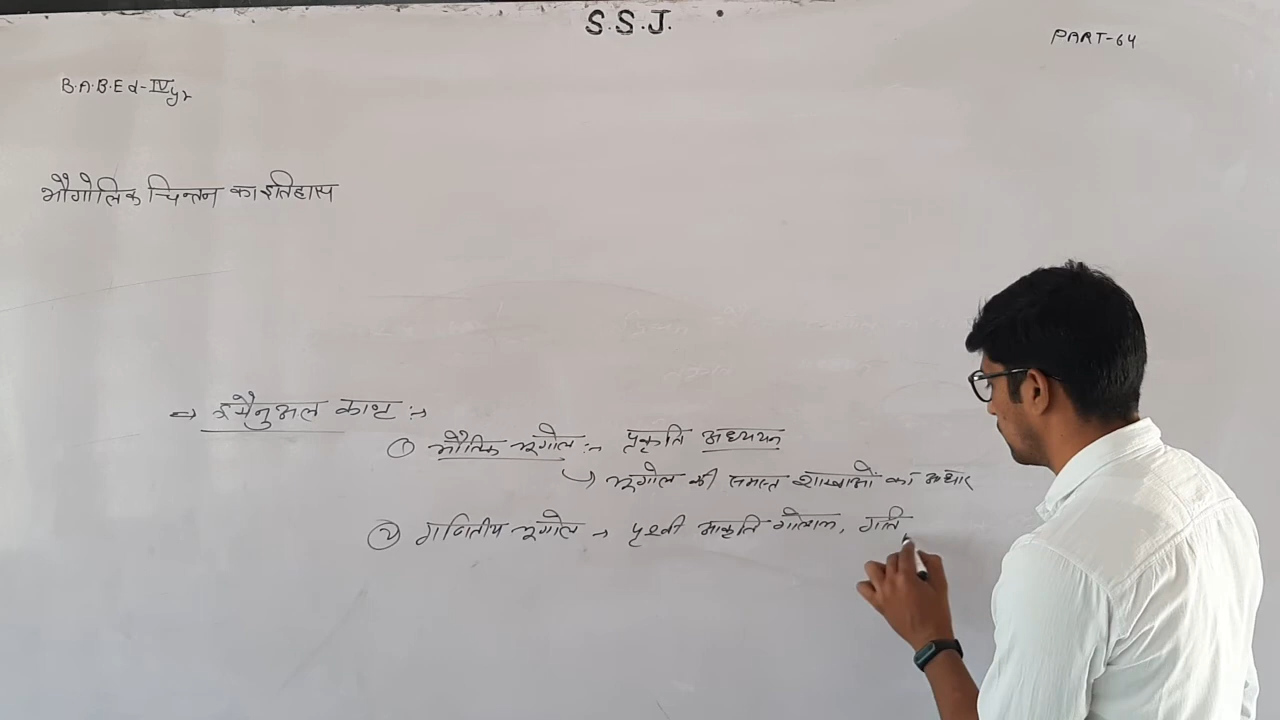 S.S.J.
PART-64
B.A.B.Ed-IVyr
भौगोलिक चिन्तन का इतिहास
→ इमैनुअल काण्ट :→
① भौतिक भूगोल :→ प्रकृति अध्ययन
↳ भूगोल की समस्त शाखाओं का आधार
② गणितीय भूगोल → पृथ्वी आकृति गोलाभ, गति,